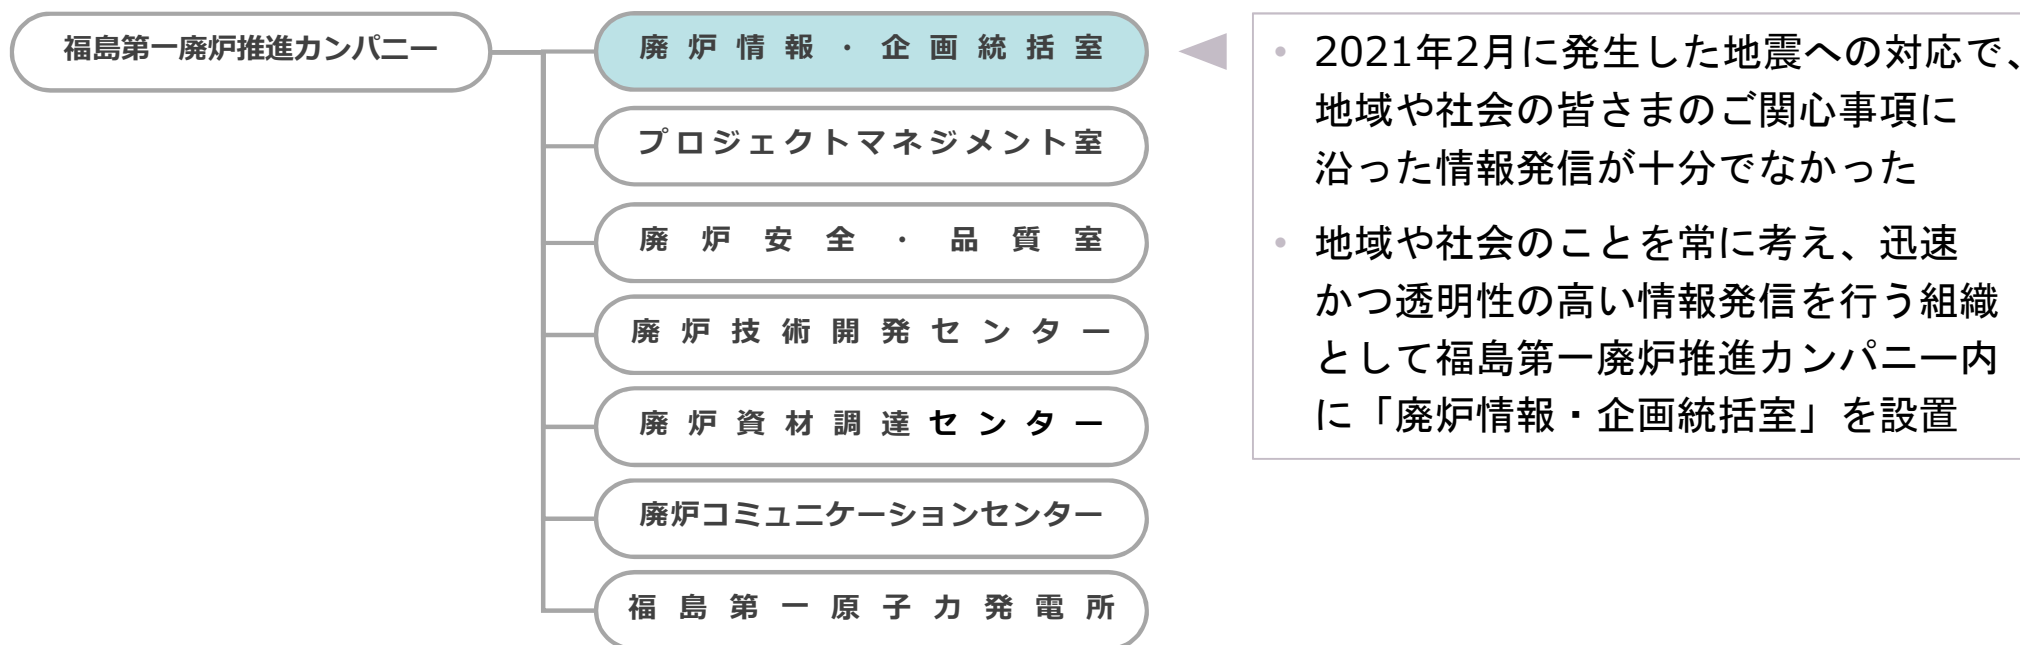 福島第一廃炉推進カンパニー
廃炉情報・企画統括室
プロジェクトマネジメント室
廃炉安全・品質室
廃炉技術開発センター
廃炉資材調達センター
廃炉コミュニケーションセンター
福島第一原子力発電所
• 2021年2月に発生した地震への対応で、
地域や社会の皆さまのご関心事項に
沿った情報発信が十分でなかった
• 地域や社会のことを常に考え、迅速
かつ透明性の高い情報発信を行う組織
として福島第一廃炉推進カンパニー内
に「廃炉情報・企画統括室」を設置